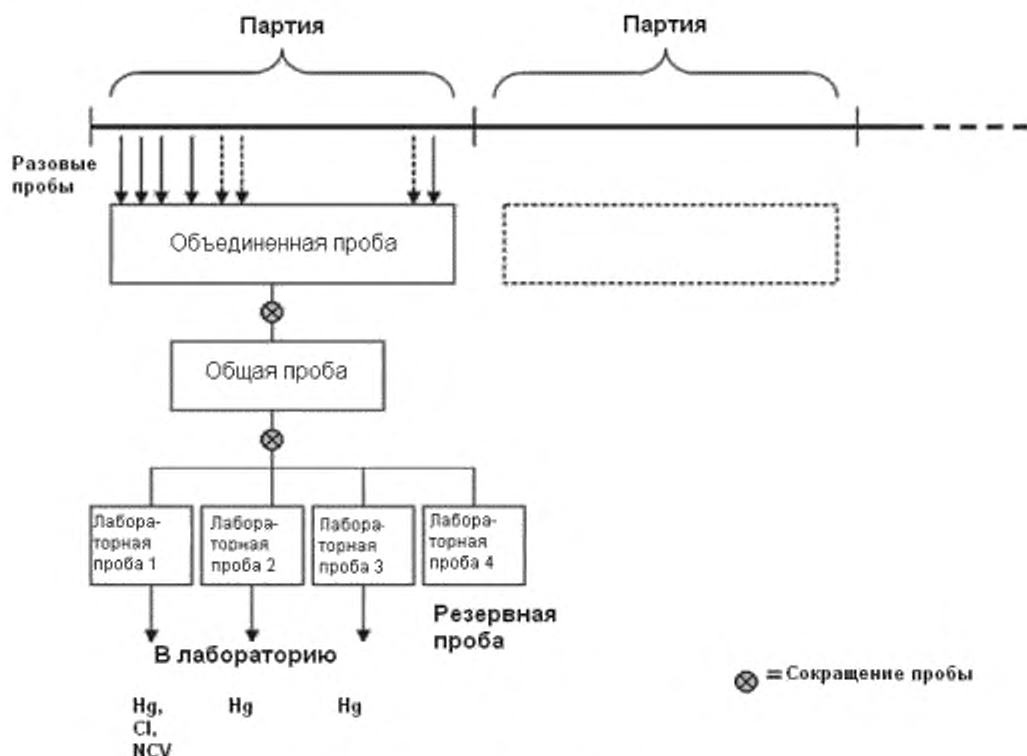 Партия
Партия
Разовые
пробы
Объединенная проба
Общая проба
Лабора-
торная
проба 1
Лабора-
торная
проба 2
Лабора-
торная
проба 3
Лабора-
торная
проба 4
Резервная
проба
В лабораторию
= Сокращение пробы
Hg,
Cl,
NCV
Hg
Hg